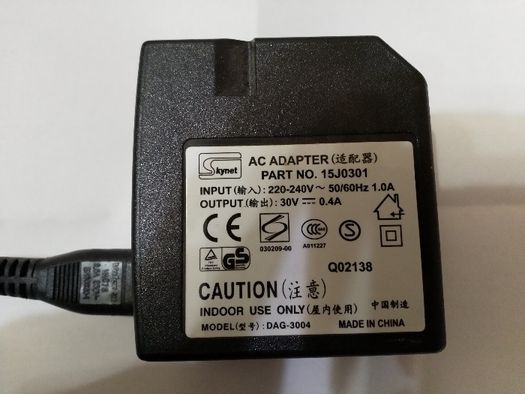 Skynet
AC ADAPTER(适配器)
PART NO. 15J0301
INPUT(输入): 220-240V～ 50/60Hz 1.0A
OUTPUT(输出): 30V⎓0.4A
CE
030209-00
A011227
GS
Q02138
CAUTION(注意)
INDOOR USE ONLY(屋内使用)
中国制造
MODEL(型号): DAG-3004
MADE IN CHINA